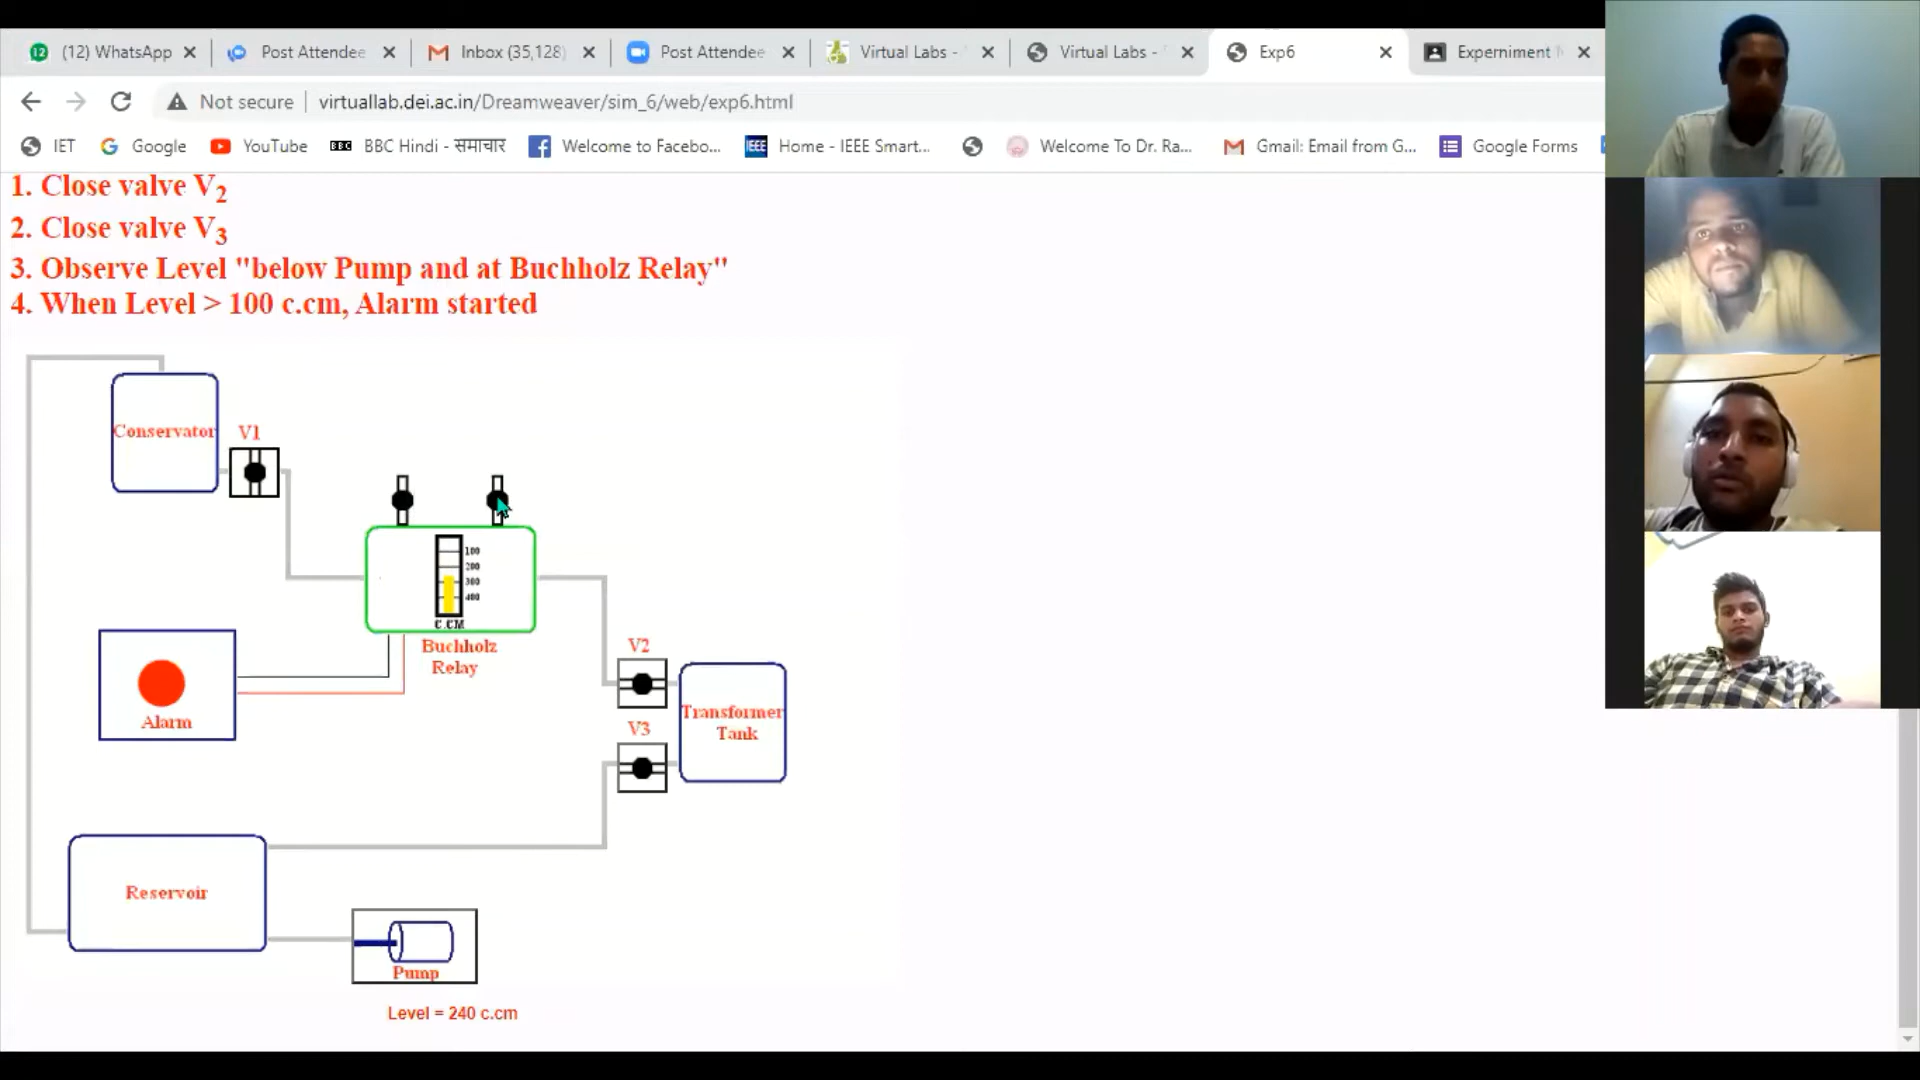 12 (12) WhatsApp
Post Attendee
Inbox (35,128)
Post Attendee
Virtual Labs -
Virtual Labs -
Exp6
Experniment
Not secure
virtuallab.dei.ac.in/Dreamweaver/sim_6/web/exp6.html
IET
Google
YouTube
BBC BBC Hindi - समाचार
Welcome to Facebo...
IEEE Home - IEEE Smart...
Welcome To Dr. Ra...
Gmail: Email from G...
Google Forms
1. Close valve V2
2. Close valve V3
3. Observe Level "below Pump and at Buchholz Relay"
4. When Level > 100 c.cm, Alarm started
Conservator
V1
100
200
300
400
C.CM
Buchholz
Relay
V2
Alarm
Transformer
Tank
V3
Reservoir
Pump
Level = 240 c.cm